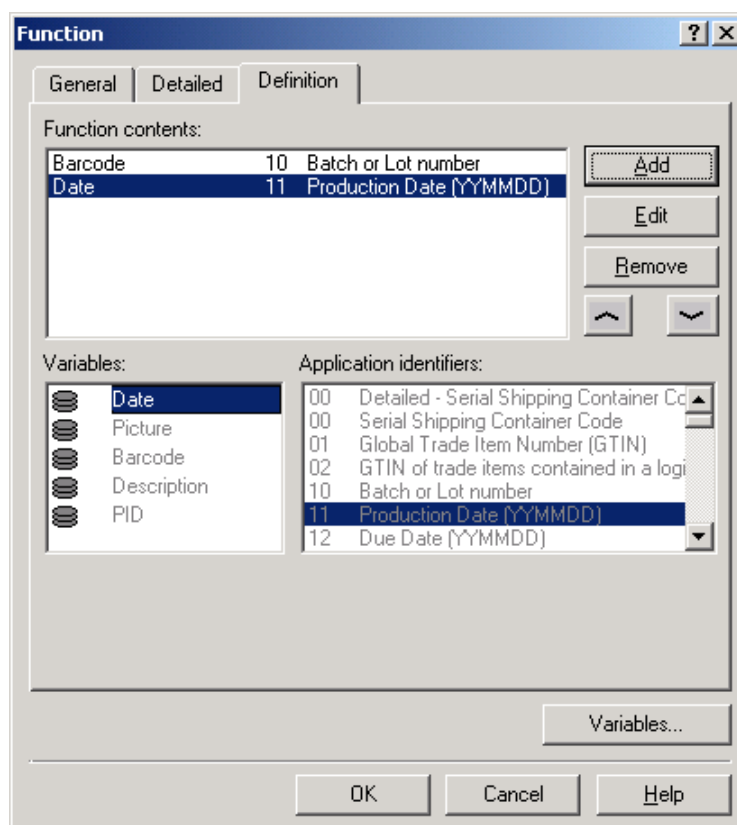 Function
General Detailed Definition
Function contents:
Barcode 10 Batch or Lot number
Date 11 Production Date (YYMMDD)
Add
Edit
Remove
Variables:
Date
Picture
Barcode
Description
PID
Application identifiers:
00 Detailed - Serial Shipping Container Co
00 Serial Shipping Container Code
01 Global Trade Item Number (GTIN)
02 GTIN of trade items contained in a logi
10 Batch or Lot number
11 Production Date (YYMMDD)
12 Due Date (YYMMDD)
Variables...
OK Cancel Help